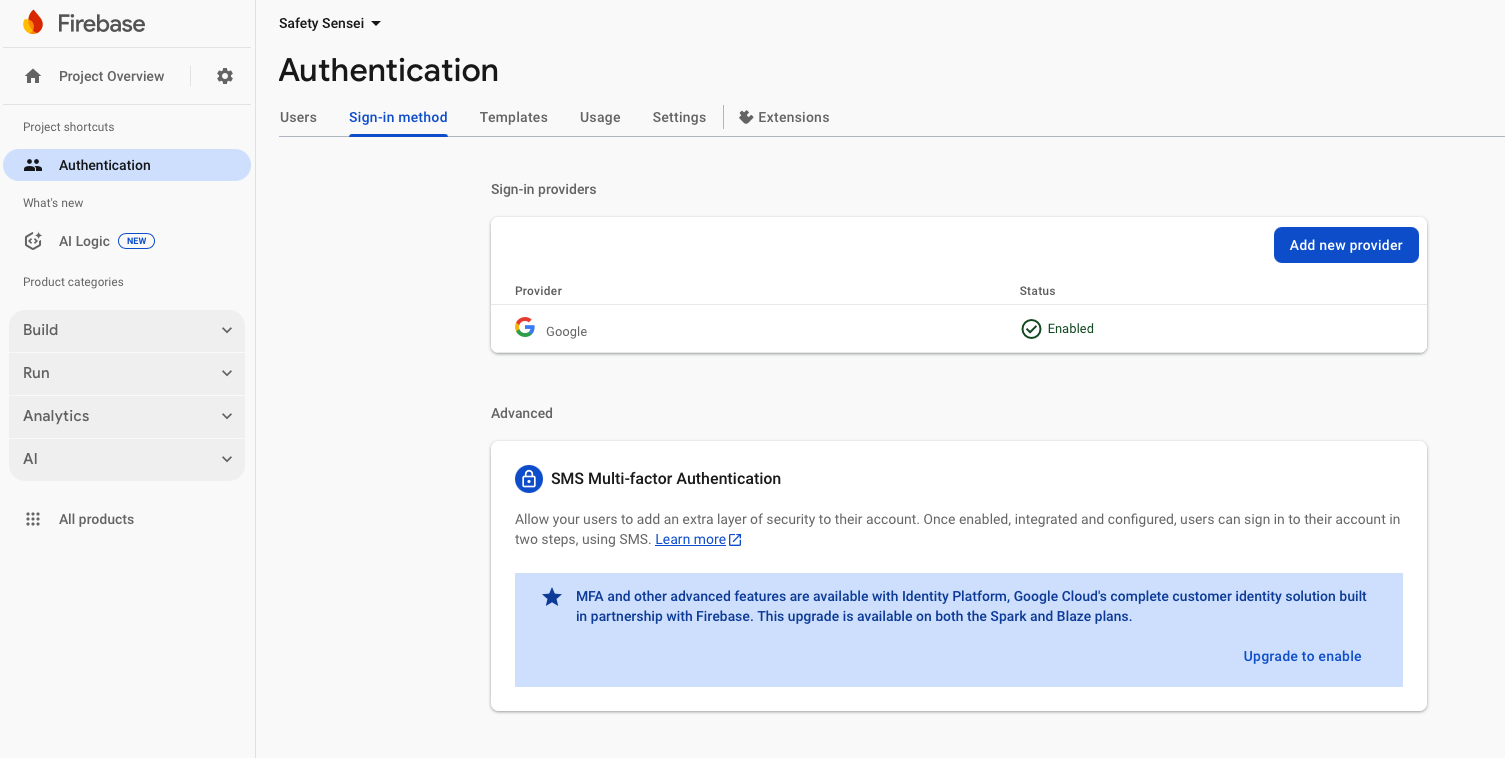 Firebase
Project Overview
Project shortcuts
Authentication
What's new
AI Logic NEW
Product categories
Build
Run
Analytics
AI
All products
Safety Sensei
Authentication
Users Sign-in method Templates Usage Settings Extensions
Sign-in providers
Add new provider
Provider Status
Google Enabled
Advanced
SMS Multi-factor Authentication
Allow your users to add an extra layer of security to their account. Once enabled, integrated and configured, users can sign in to their account in
two steps, using SMS. Learn more
MFA and other advanced features are available with Identity Platform, Google Cloud's complete customer identity solution built
in partnership with Firebase. This upgrade is available on both the Spark and Blaze plans.
Upgrade to enable